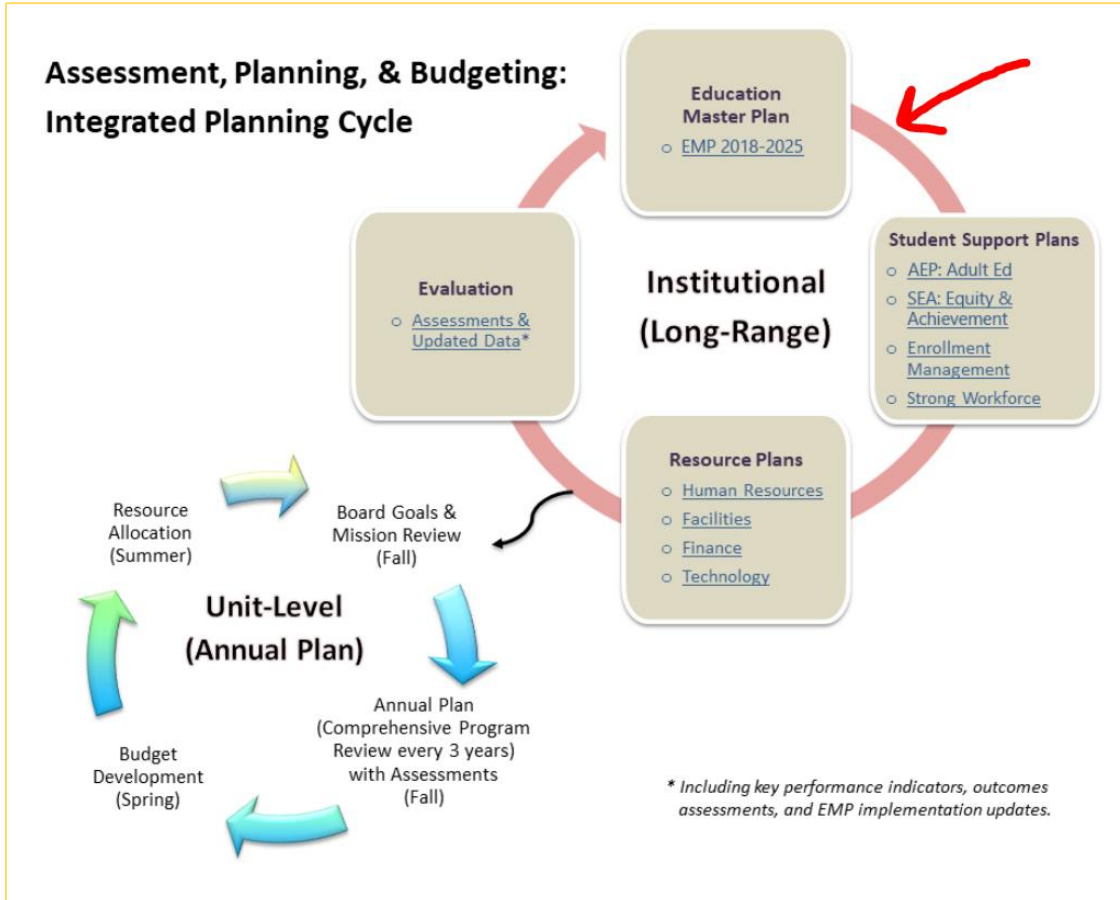 Assessment, Planning, & Budgeting:
Integrated Planning Cycle
Education
Master Plan
o EMP 2018-2025
Student Support Plans
o AEP: Adult Ed
o SEA: Equity &
Achievement
o Enrollment
Management
o Strong Workforce
Institutional
(Long-Range)
Evaluation
o Assessments &
Updated Data*
Resource Plans
o Human Resources
o Facilities
o Finance
o Technology
Resource
Allocation
(Summer)
Board Goals &
Mission Review
(Fall)
Unit-Level
(Annual Plan)
Annual Plan
(Comprehensive Program
Review every 3 years)
with Assessments
(Fall)
Budget
Development
(Spring)
* Including key performance indicators, outcomes
assessments, and EMP implementation updates.